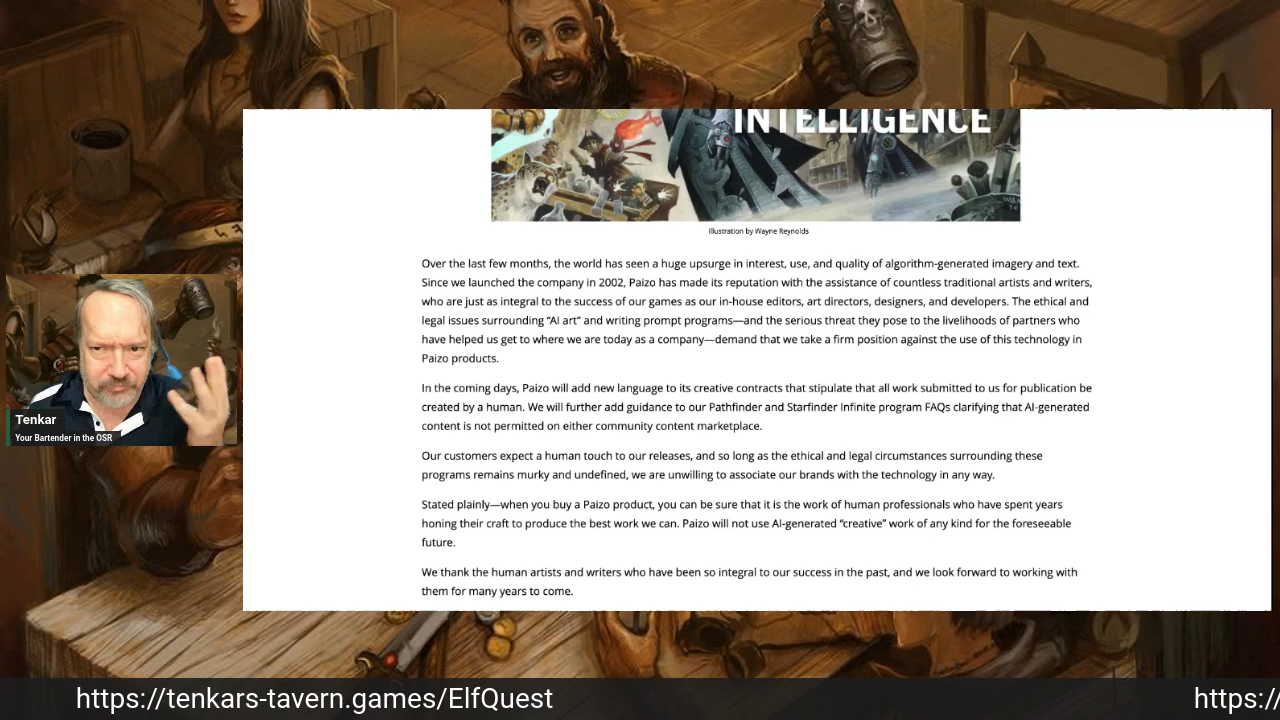 INTELLIGENCE
Illustration by Wayne Reynolds
Over the last few months, the world has seen a huge upsurge in interest, use, and quality of algorithm-generated imagery and text.
Since we launched the company in 2002, Paizo has made its reputation with the assistance of countless traditional artists and writers,
who are just as integral to the success of our games as our in-house editors, art directors, designers, and developers. The ethical and
legal issues surrounding “AI art” and writing prompt programs—and the serious threat they pose to the livelihoods of partners who
have helped us get to where we are today as a company—demand that we take a firm position against the use of this technology in
Paizo products.
In the coming days, Paizo will add new language to its creative contracts that stipulate that all work submitted to us for publication be
created by a human. We will further add guidance to our Pathfinder and Starfinder Infinite program FAQs clarifying that AI-generated
content is not permitted on either community content marketplace.
Our customers expect a human touch to our releases, and so long as the ethical and legal circumstances surrounding these
programs remains murky and undefined, we are unwilling to associate our brands with the technology in any way.
Stated plainly—when you buy a Paizo product, you can be sure that it is the work of human professionals who have spent years
honing their craft to produce the best work we can. Paizo will not use AI-generated “creative” work of any kind for the foreseeable
future.
We thank the human artists and writers who have been so integral to our success in the past, and we look forward to working with
them for many years to come.
Tenkar
Your Bartender in the OSR
https://tenkars-tavern.games/ElfQuest
https://